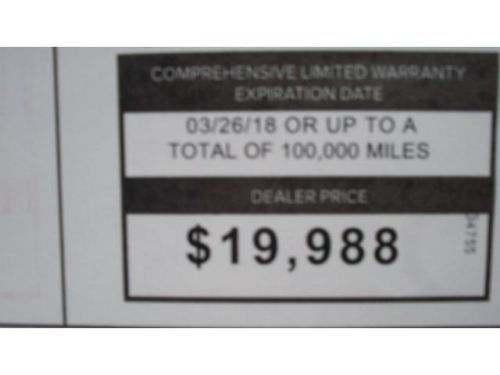 COMPREHENSIVE LIMITED WARRANTY
EXPIRATION DATE
03/26/18 OR UP TO A
TOTAL OF 100,000 MILES
DEALER PRICE
$19,988